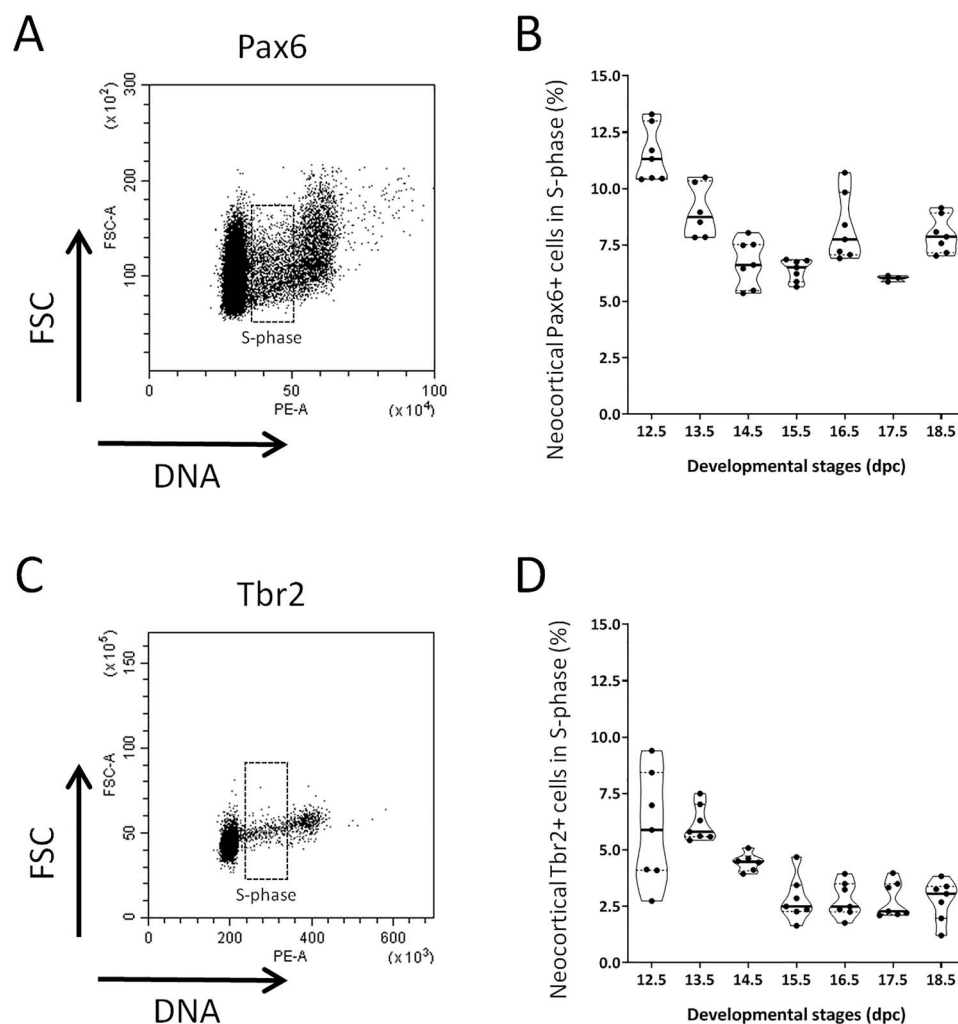 A
Pax6
(x10²)
300
200
100
FSC-A
FSC
S-phase
0
50
100
PE-A
(x10⁴)
DNA
B
Neocortical Pax6+ cells in S-phase (%)
15.0
12.5
10.0
7.5
5.0
2.5
0.0
12.5 13.5 14.5 15.5 16.5 17.5 18.5
Developmental stages (dpc)
C
Tbr2
(x10⁵)
150
100
50
0
FSC-A
FSC
S-phase
0 200 400 600
PE-A
(x10³)
DNA
D
Neocortical Tbr2+ cells in S-phase (%)
15.0
12.5
10.0
7.5
5.0
2.5
0.0
12.5 13.5 14.5 15.5 16.5 17.5 18.5
Developmental stages (dpc)